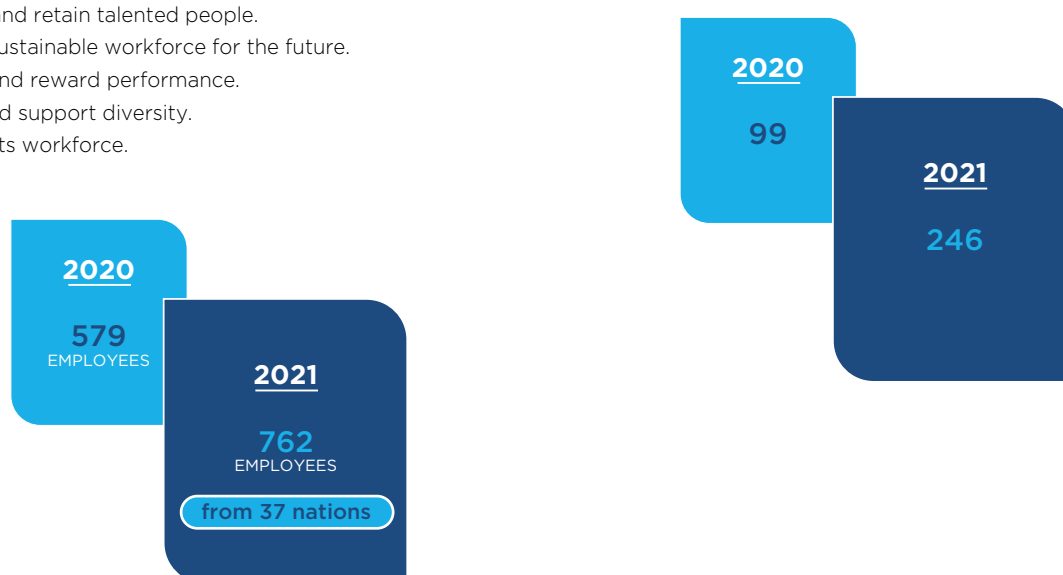 and retain talented people.
ustainable workforce for the future.
nd reward performance.
d support diversity.
ts workforce.
2020
579
EMPLOYEES
2021
762
EMPLOYEES
from 37 nations
2020
99
2021
246